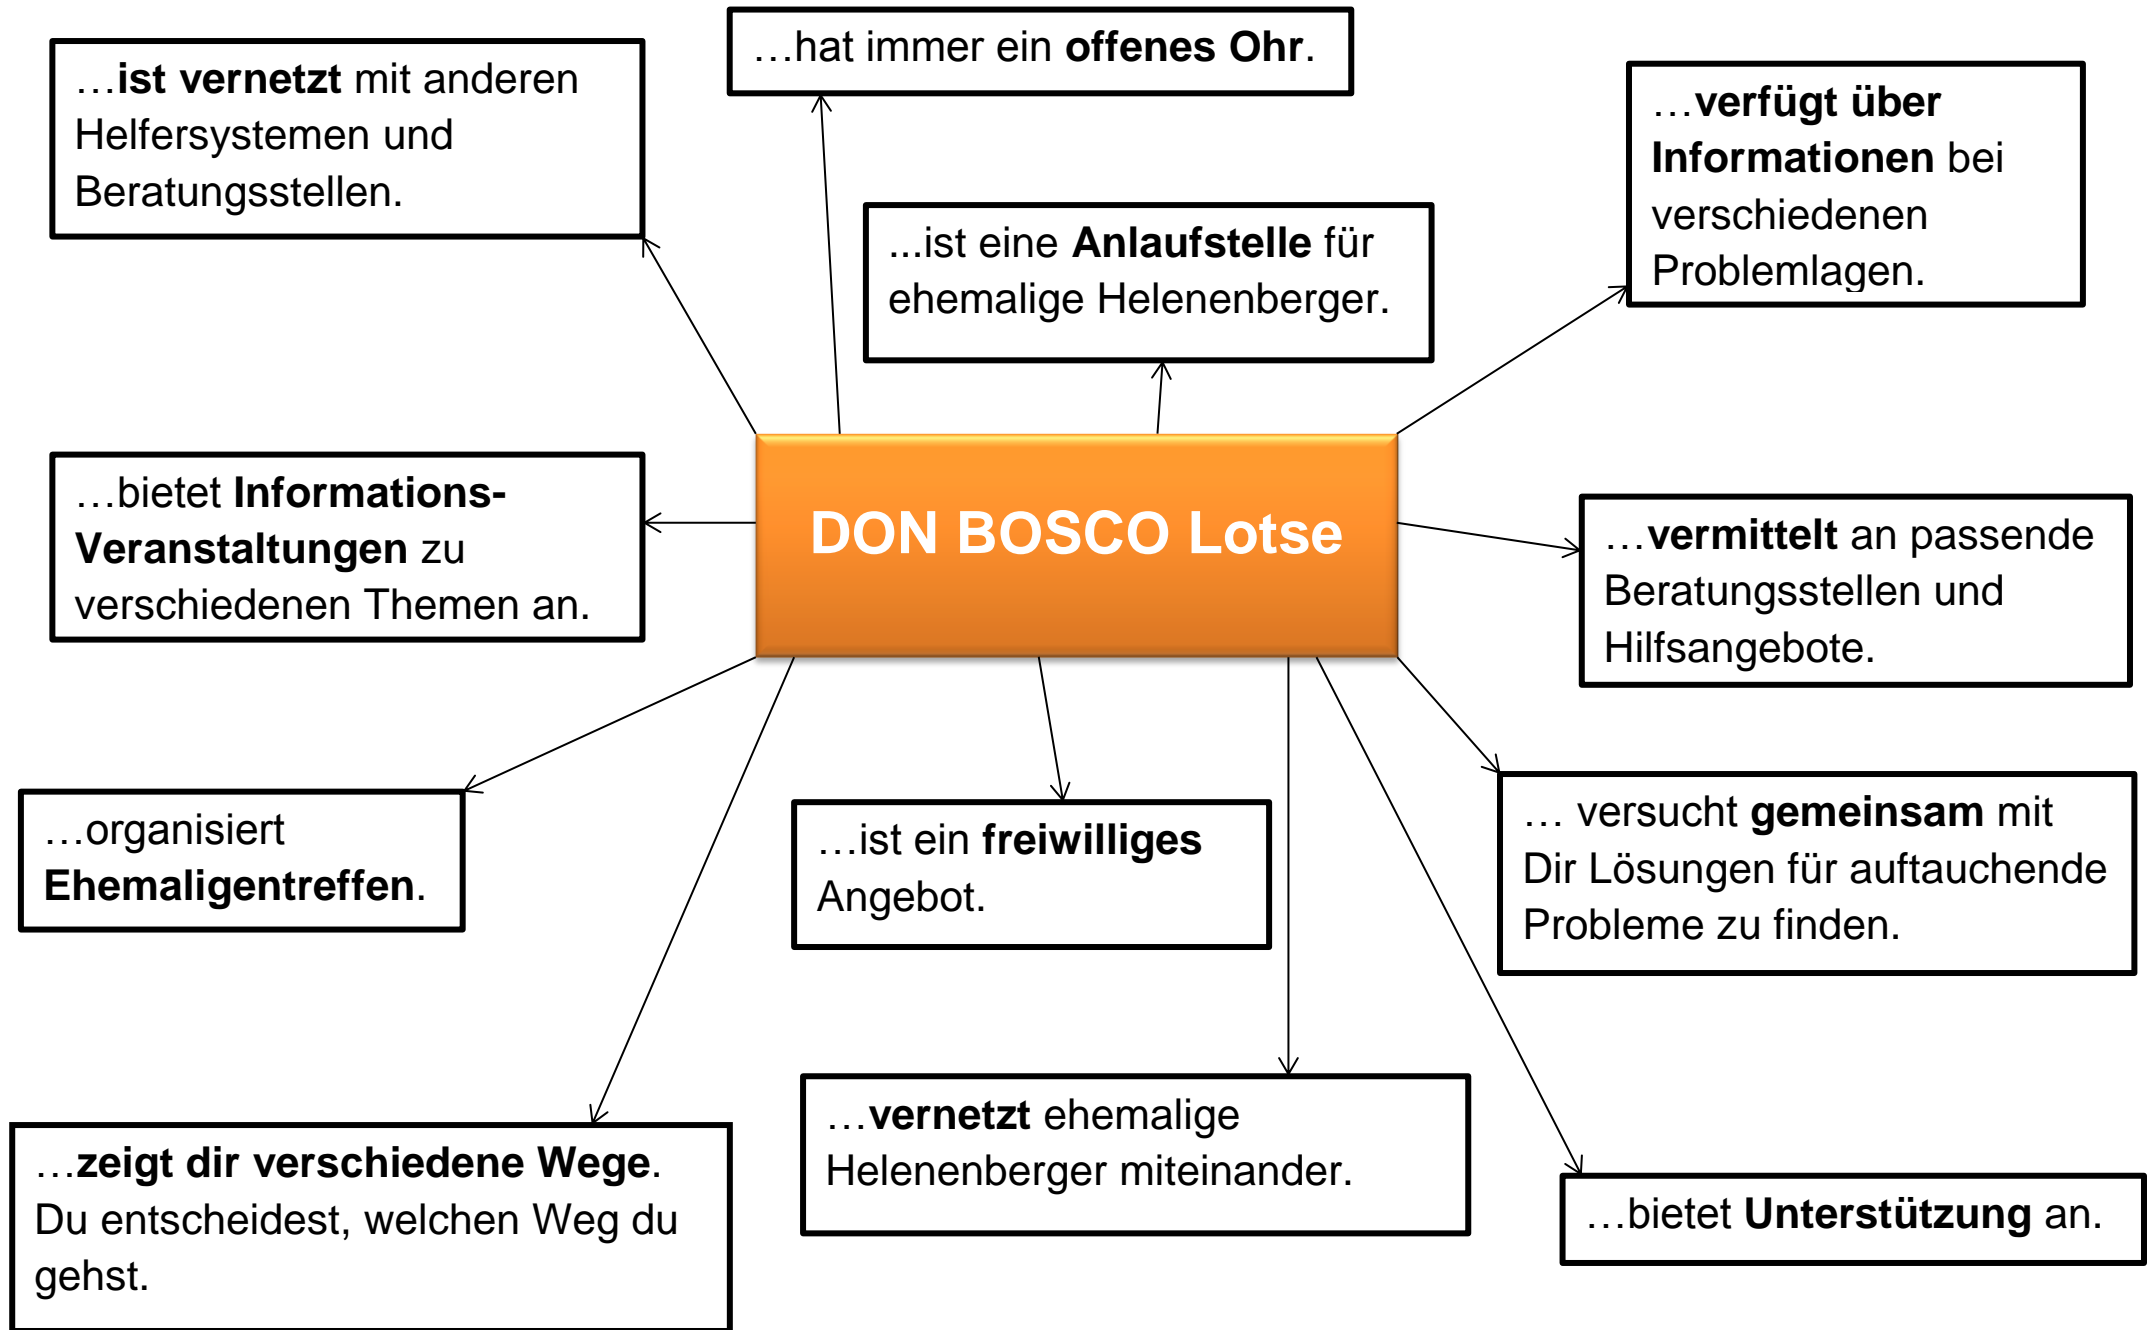 …hat immer ein offenes Ohr.
…ist vernetzt mit anderen
Helfersystemen und
Beratungsstellen.
…verfügt über
Informationen bei
verschiedenen
Problemlagen.
...ist eine Anlaufstelle für
ehemalige Helenenberger.
…bietet Informations-
Veranstaltungen zu
verschiedenen Themen an.
DON BOSCO Lotse
…vermittelt an passende
Beratungsstellen und
Hilfsangebote.
…organisiert
Ehemaligentreffen.
…ist ein freiwilliges
Angebot.
… versucht gemeinsam mit
Dir Lösungen für auftauchende
Probleme zu finden.
…zeigt dir verschiedene Wege.
Du entscheidest, welchen Weg du
gehst.
…vernetzt ehemalige
Helenenberger miteinander.
…bietet Unterstützung an.